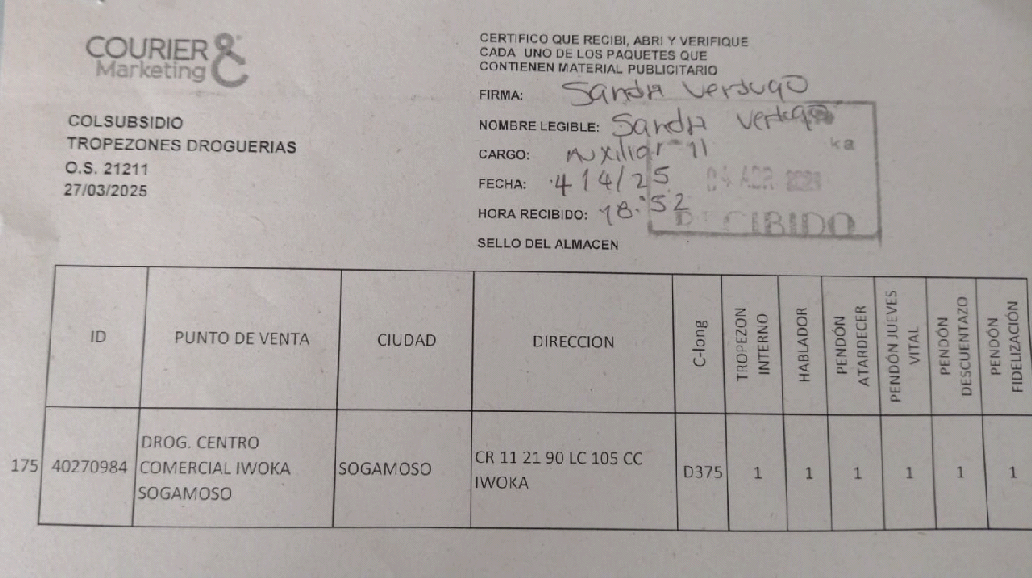 COURIER &
Marketing
COLSUBSIDIO
TROPEZONES DROGUERIAS
O.S. 21211
27/03/2025
CERTIFICO QUE RECIBI, ABRI Y VERIFIQUE
CADA UNO DE LOS PAQUETES QUE
CONTIENEN MATERIAL PUBLICITARIO
FIRMA: Sandra Verdugo
NOMBRE LEGIBLE: Sandra Verdugo
CARGO: Auxiliar 11
FECHA: 4/4/25
HORA RECIBIDO: 18:52
SELLO DEL ALMACEN
ka
RECIBIDO
ID PUNTO DE VENTA CIUDAD DIRECCION C-long TROPEZON INTERNO HABLADOR PENDÓN ATARDECER PENDÓN JUEVES VITAL PENDÓN DESCUENTAZO PENDÓN FIDELIZACIÓN
175 40270984 DROG. CENTRO COMERCIAL IWOKA SOGAMOSO SOGAMOSO CR 11 21 90 LC 105 CC IWOKA D375 1 1 1 1 1 1